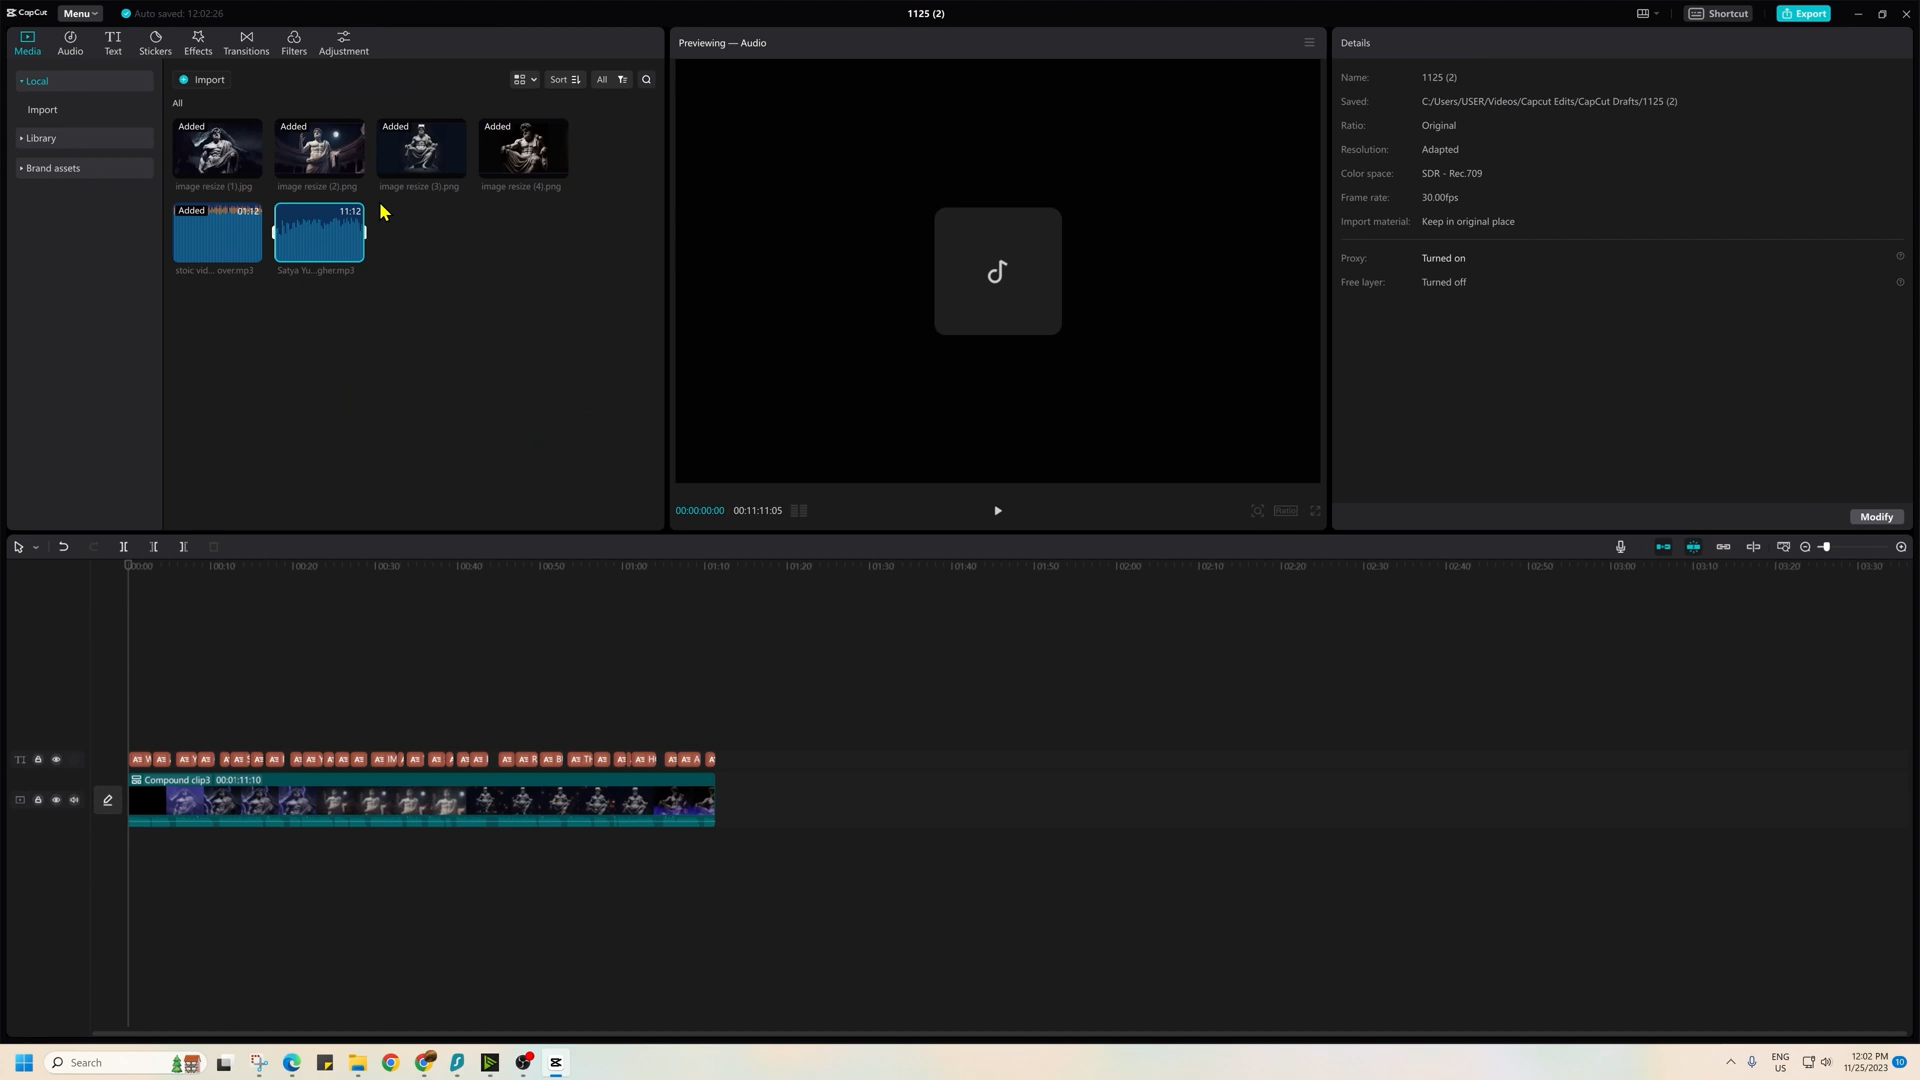 CapCut Menu Auto saved: 12:02:26 1125 (2) Shortcut Export
Media Audio Text Stickers Effects Transitions Filters Adjustment
Local
Import
Library
Brand assets
Import Sort All
All
Added Added Added Added
image resize (1).jpg image resize (2).png image resize (3).png image resize (4).png
Added 01:12 11:12
stoic vid... over.mp3 Satya Yu...gher.mp3
Previewing — Audio
00:00:00:00 00:11:11:05 Ratio
Details
Name: 1125 (2)
Saved: C:/Users/USER/Videos/Capcut Edits/CapCut Drafts/1125 (2)
Ratio: Original
Resolution: Adapted
Color space: SDR - Rec.709
Frame rate: 30.00fps
Import material: Keep in original place
Proxy: Turned on
Free layer: Turned off
Modify
00:00 00:10 00:20 00:30 00:40 00:50 01:00 01:10 01:20 01:30 01:40 01:50 02:00 02:10 02:20 02:30 02:40 02:50 03:00 03:10 03:20 03:30
Compound clip3 00:01:11:10
Search
ENG
US
12:02 PM
11/25/2023
10